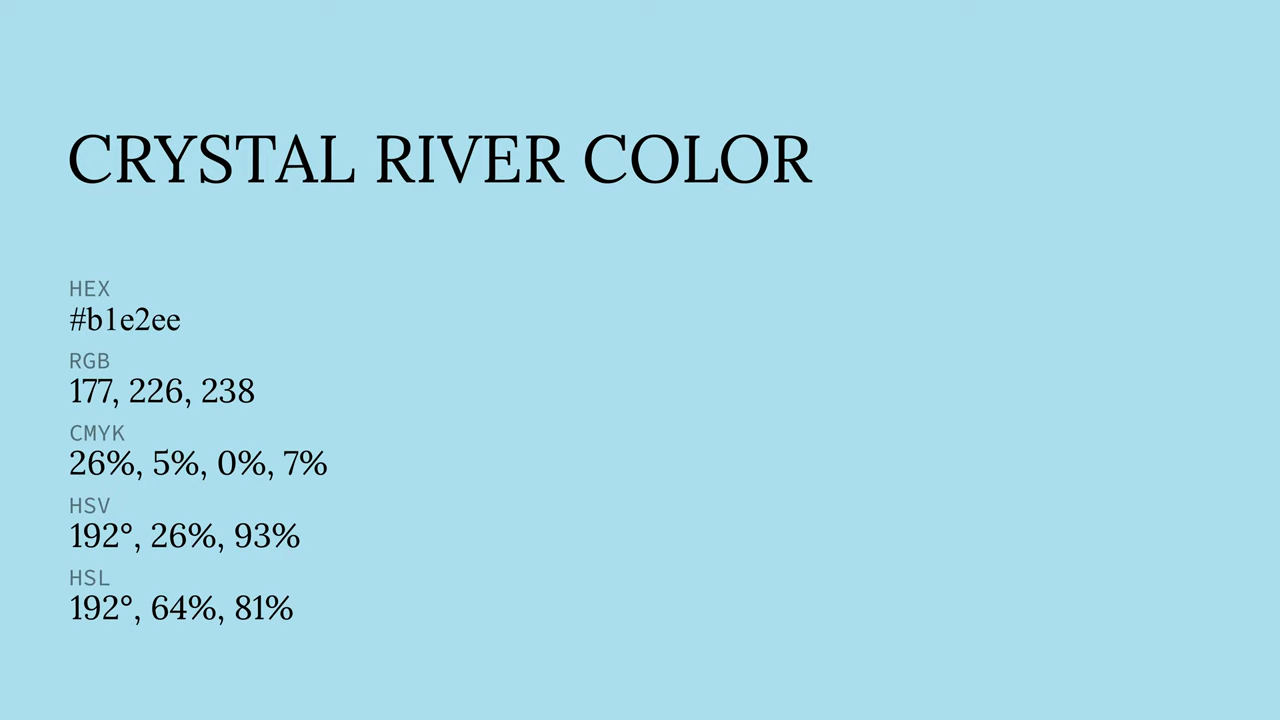 CRYSTAL RIVER COLOR
HEX
#b1e2ee
RGB
177, 226, 238
CMYK
26%, 5%, 0%, 7%
HSV
192°, 26%, 93%
HSL
192°, 64%, 81%